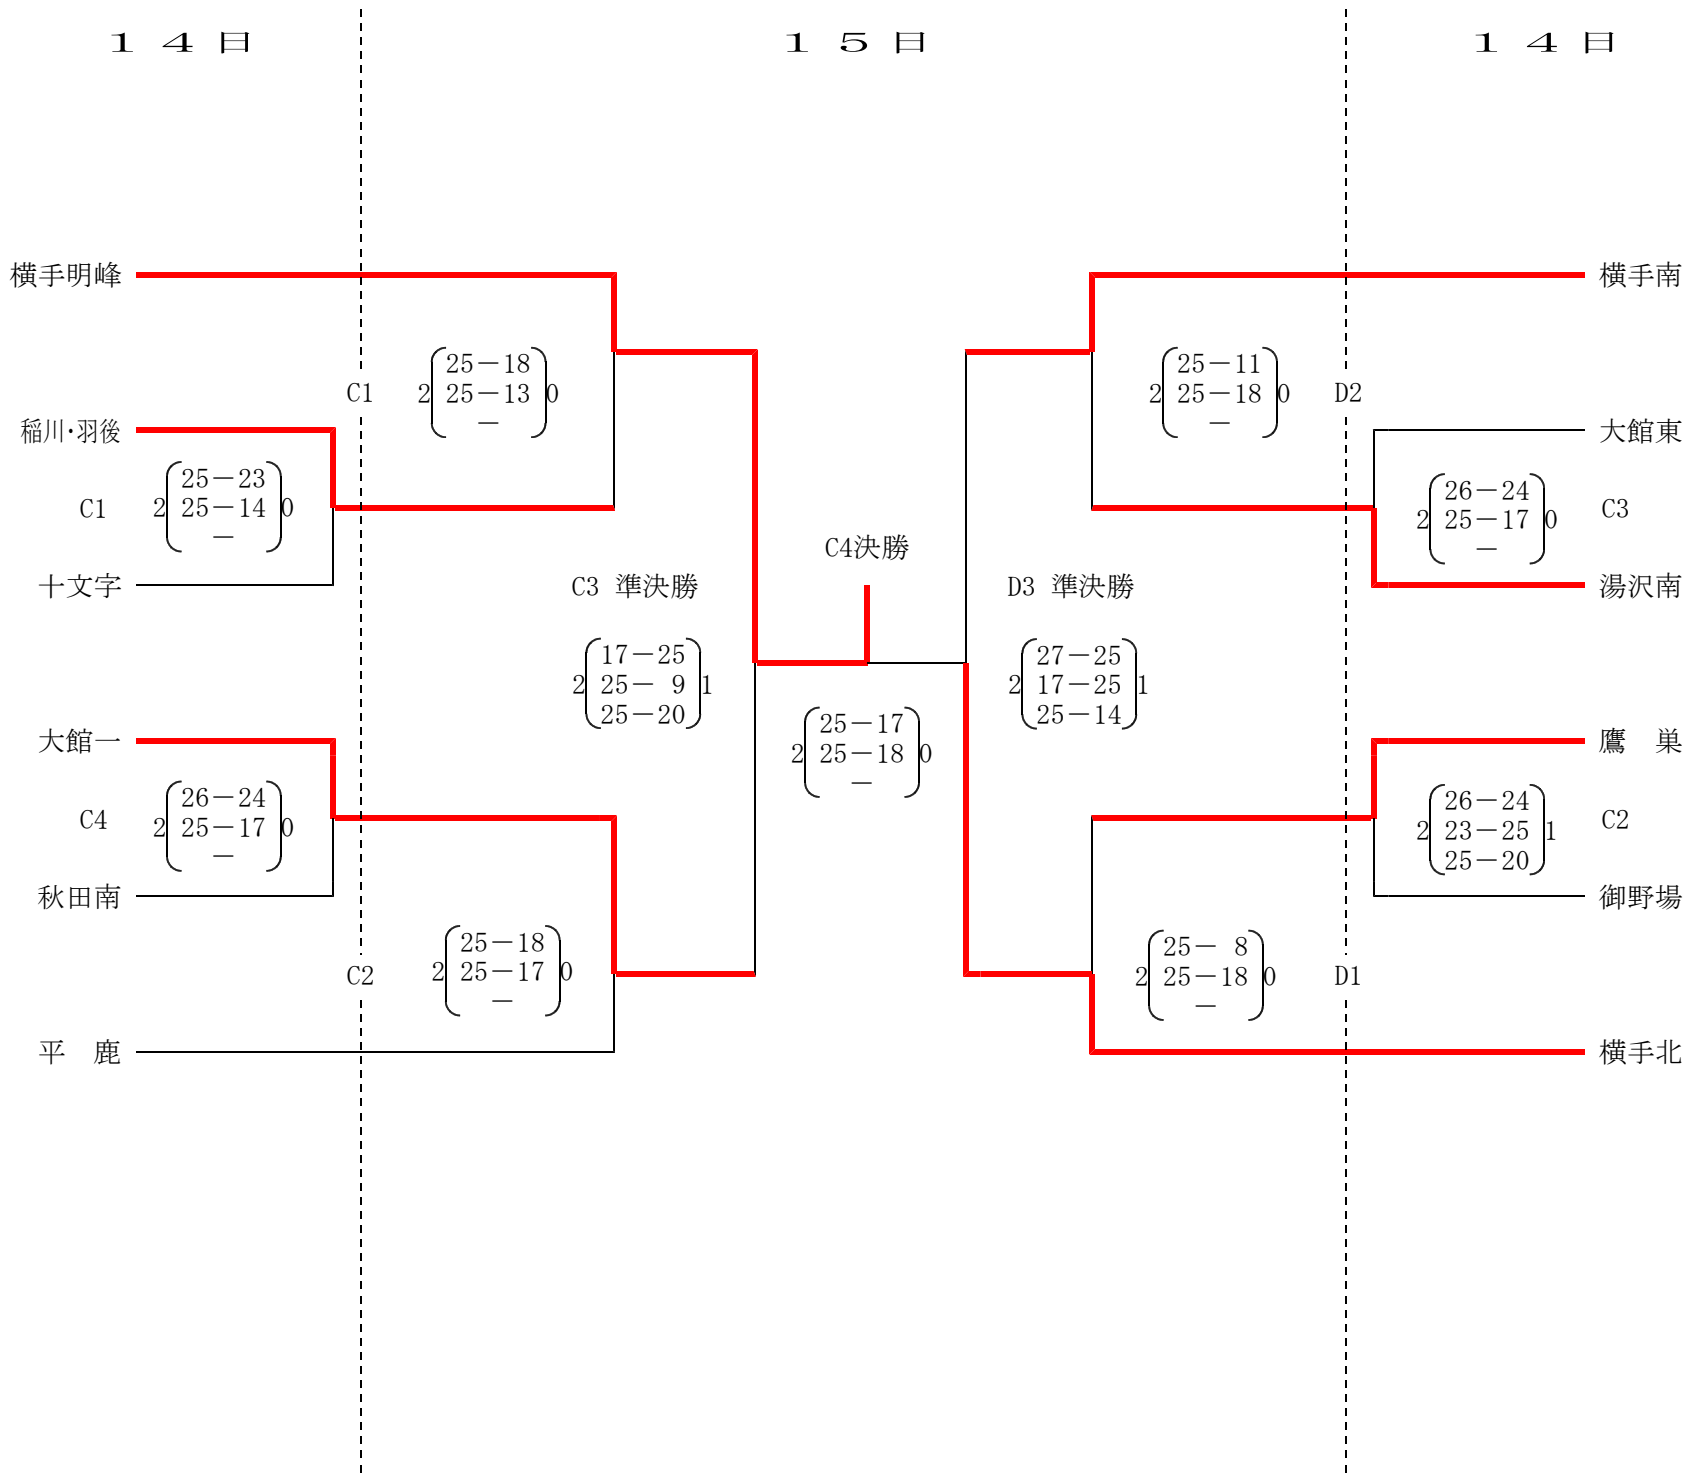 １４日
１５日
１４日
横手明峰
横手南
C1
2 25－18 0
25－13
－
2 25－11 0
25－18
－
D2
稲川・羽後
大館東
C1
2 25－23 0
25－14
－
2 26－24 0
25－17
－
C3
十文字
湯沢南
C4決勝
C3 準決勝
2 17－25 1
25－ 9
25－20
D3 準決勝
2 27－25 1
17－25
25－14
2 25－17 0
25－18
－
大館一
鷹　巣
C4
2 26－24 0
25－17
－
2 26－24 1
23－25
25－20
C2
秋田南
御野場
C2
2 25－18 0
25－17
－
2 25－ 8 0
25－18
－
D1
平　鹿
横手北